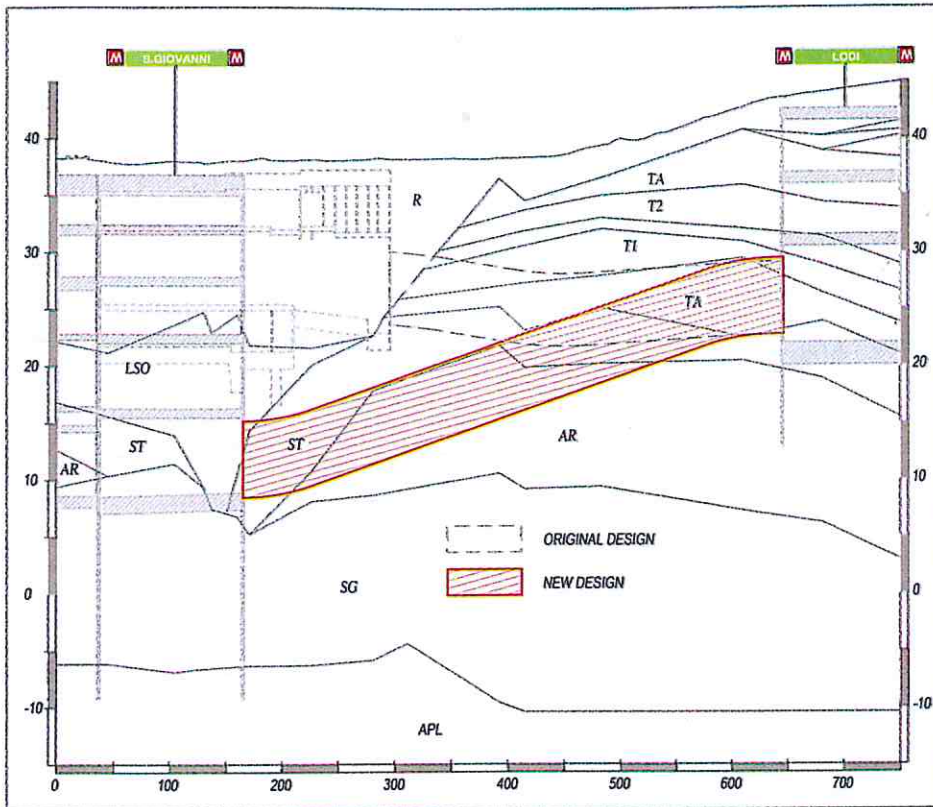 M S.GIOVANNI M
M LODI M
40 40
R
TA
T2
30 30
T1
TA
20 20
LSO
AR
ST
ST
AR
10 10
ORIGINAL DESIGN
NEW DESIGN
0 0
SG
-10 -10
APL
0 100 200 300 400 500 600 700